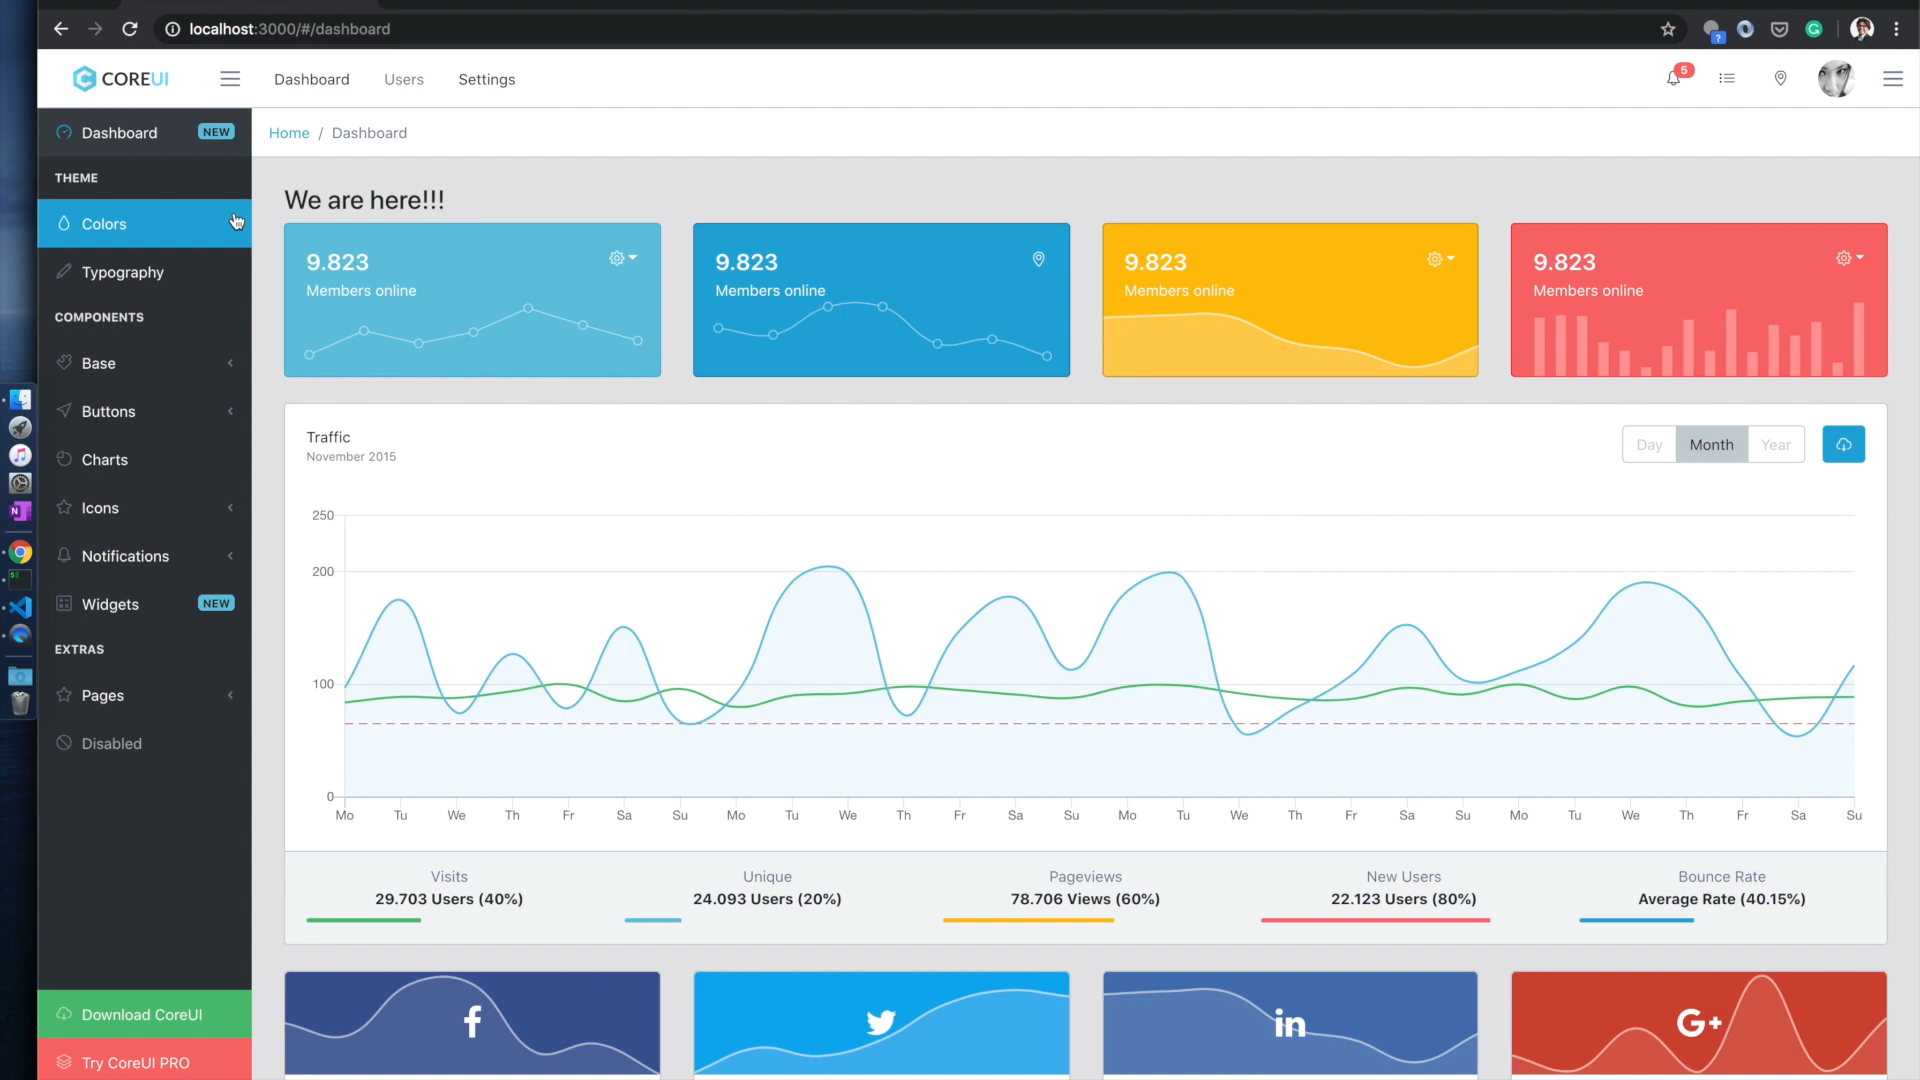 localhost:3000/#/dashboard
COREUI
Dashboard Users Settings
5
Dashboard NEW
Home / Dashboard
THEME
Colors
Typography
COMPONENTS
Base
Buttons
Charts
Icons
Notifications
Widgets NEW
EXTRAS
Pages
Disabled
Download CoreUI
Try CoreUI PRO
We are here!!!
9.823
Members online
9.823
Members online
9.823
Members online
9.823
Members online
Traffic
November 2015
Day Month Year
250
200
100
0
Mo Tu We Th Fr Sa Su Mo Tu We Th Fr Sa Su Mo Tu We Th Fr Sa Su Mo Tu We Th Fr Sa Su
Visits
29.703 Users (40%)
Unique
24.093 Users (20%)
Pageviews
78.706 Views (60%)
New Users
22.123 Users (80%)
Bounce Rate
Average Rate (40.15%)
f
in
G+